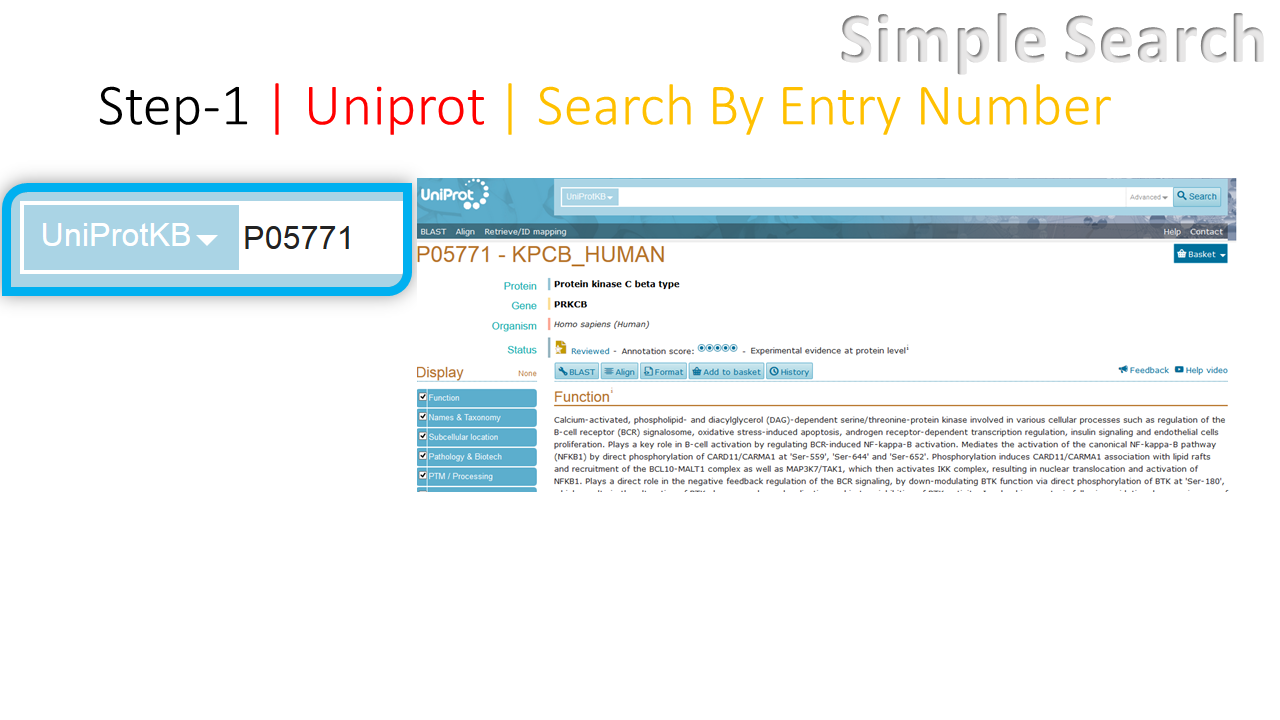 Simple Search
Step-1 | Uniprot | Search By Entry Number
UniProtKB P05771
UniProt
UniProtKB Advanced Search
BLAST Align Retrieve/ID mapping Help Contact
P05771 - KPCB_HUMAN
Basket
Protein Protein kinase C beta type
Gene PRKCB
Organism Homo sapiens (Human)
Status Reviewed - Annotation score: - Experimental evidence at protein level
Display None
BLAST Align Format Add to basket History
Feedback Help video
Function
Names & Taxonomy
Subcellular location
Pathology & Biotech
PTM / Processing
Function
Calcium-activated, phospholipid- and diacylglycerol (DAG)-dependent serine/threonine-protein kinase involved in various cellular processes such as regulation of the
B-cell receptor (BCR) signalosome, oxidative stress-induced apoptosis, androgen receptor-dependent transcription regulation, insulin signaling and endothelial cells
proliferation. Plays a key role in B-cell activation by regulating BCR-induced NF-kappa-B activation. Mediates the activation of the canonical NF-kappa-B pathway
(NFKB1) by direct phosphorylation of CARD11/CARMA1 at 'Ser-559', 'Ser-644' and 'Ser-652'. Phosphorylation induces CARD11/CARMA1 association with lipid rafts
and recruitment of the BCL10-MALT1 complex as well as MAP3K7/TAK1, which then activates IKK complex, resulting in nuclear translocation and activation of
NFKB1. Plays a direct role in the negative feedback regulation of the BCR signaling, by down-modulating BTK function via direct phosphorylation of BTK at 'Ser-180',